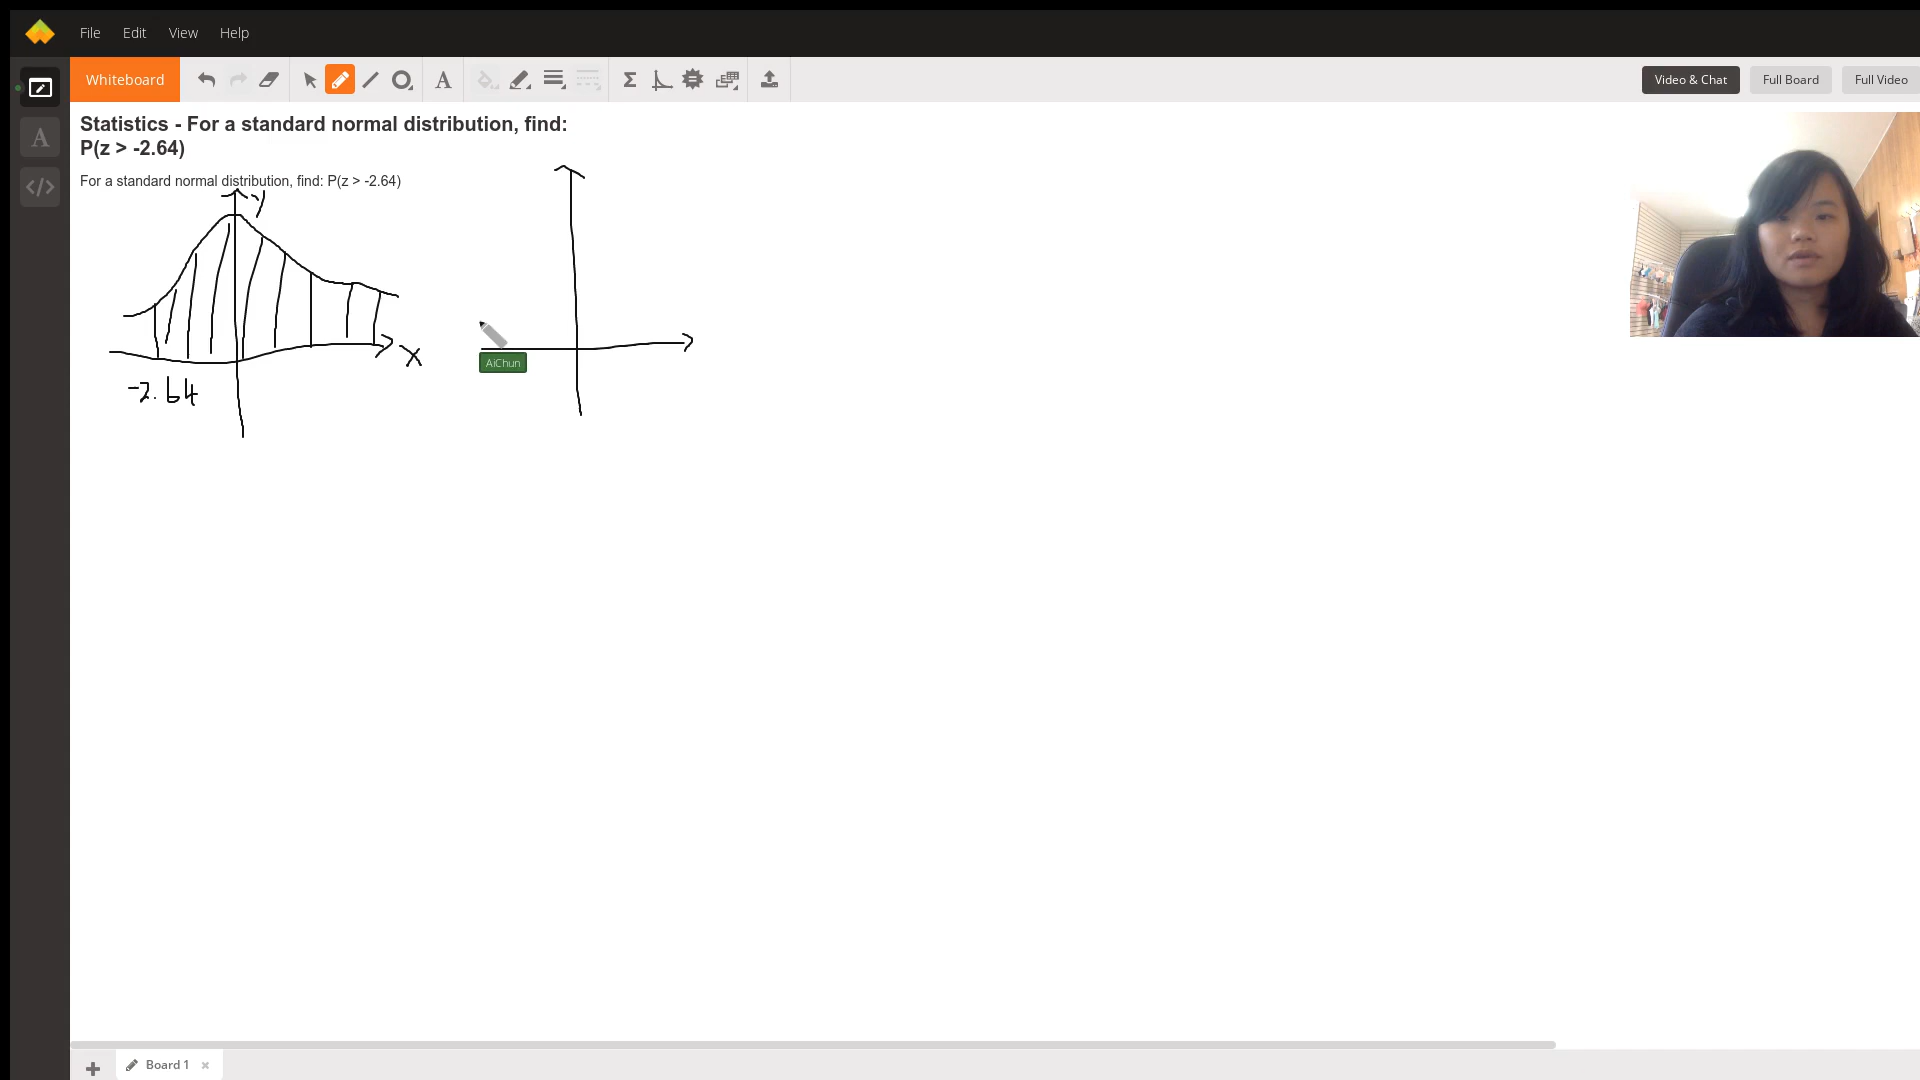 File Edit View Help
Whiteboard
Video & Chat Full Board Full Video
Statistics - For a standard normal distribution, find:
P(z > -2.64)
For a standard normal distribution, find: P(z > -2.64)
y
x
-2.64
AiChun
Board 1